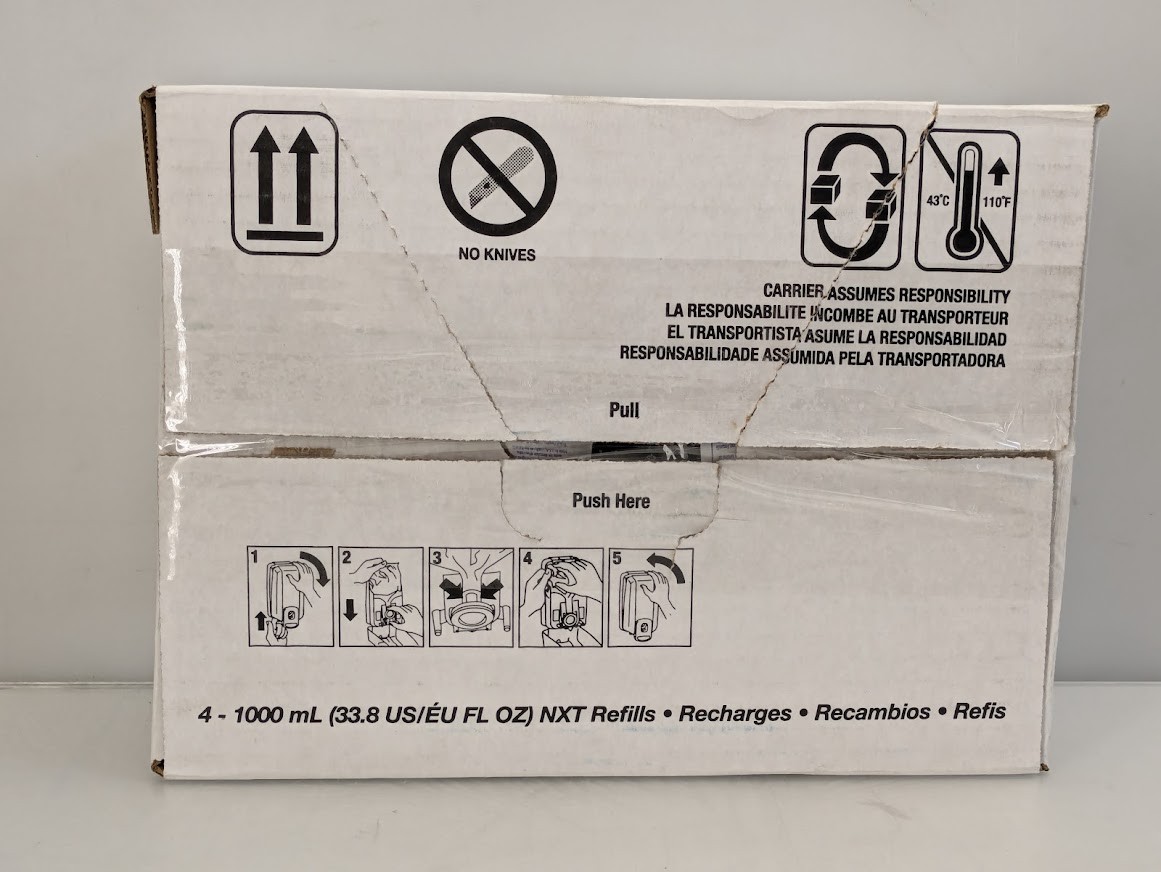 NO KNIVES
43°C 110°F
CARRIER ASSUMES RESPONSIBILITY
LA RESPONSABILITE INCOMBE AU TRANSPORTEUR
EL TRANSPORTISTA ASUME LA RESPONSABILIDAD
RESPONSABILIDADE ASSUMIDA PELA TRANSPORTADORA
Pull
Push Here
1 2 3 4 5
4 - 1000 mL (33.8 US/ÉU FL OZ) NXT Refills • Recharges • Recambios • Refis